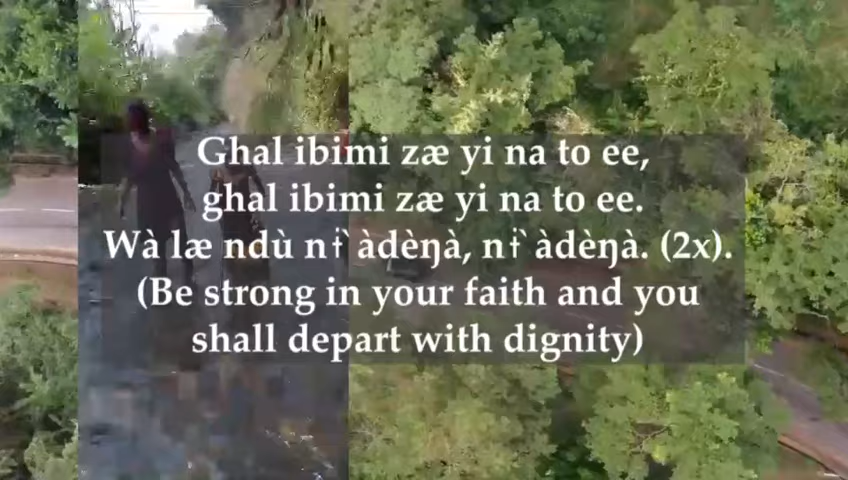 Ghal ibimi zæ yi na to ee,
ghal ibimi zæ yi na to ee.
Wà læ ndù nɨ̀ àdèŋà, nɨ̀ àdèŋà. (2x).
(Be strong in your faith and you
shall depart with dignity)